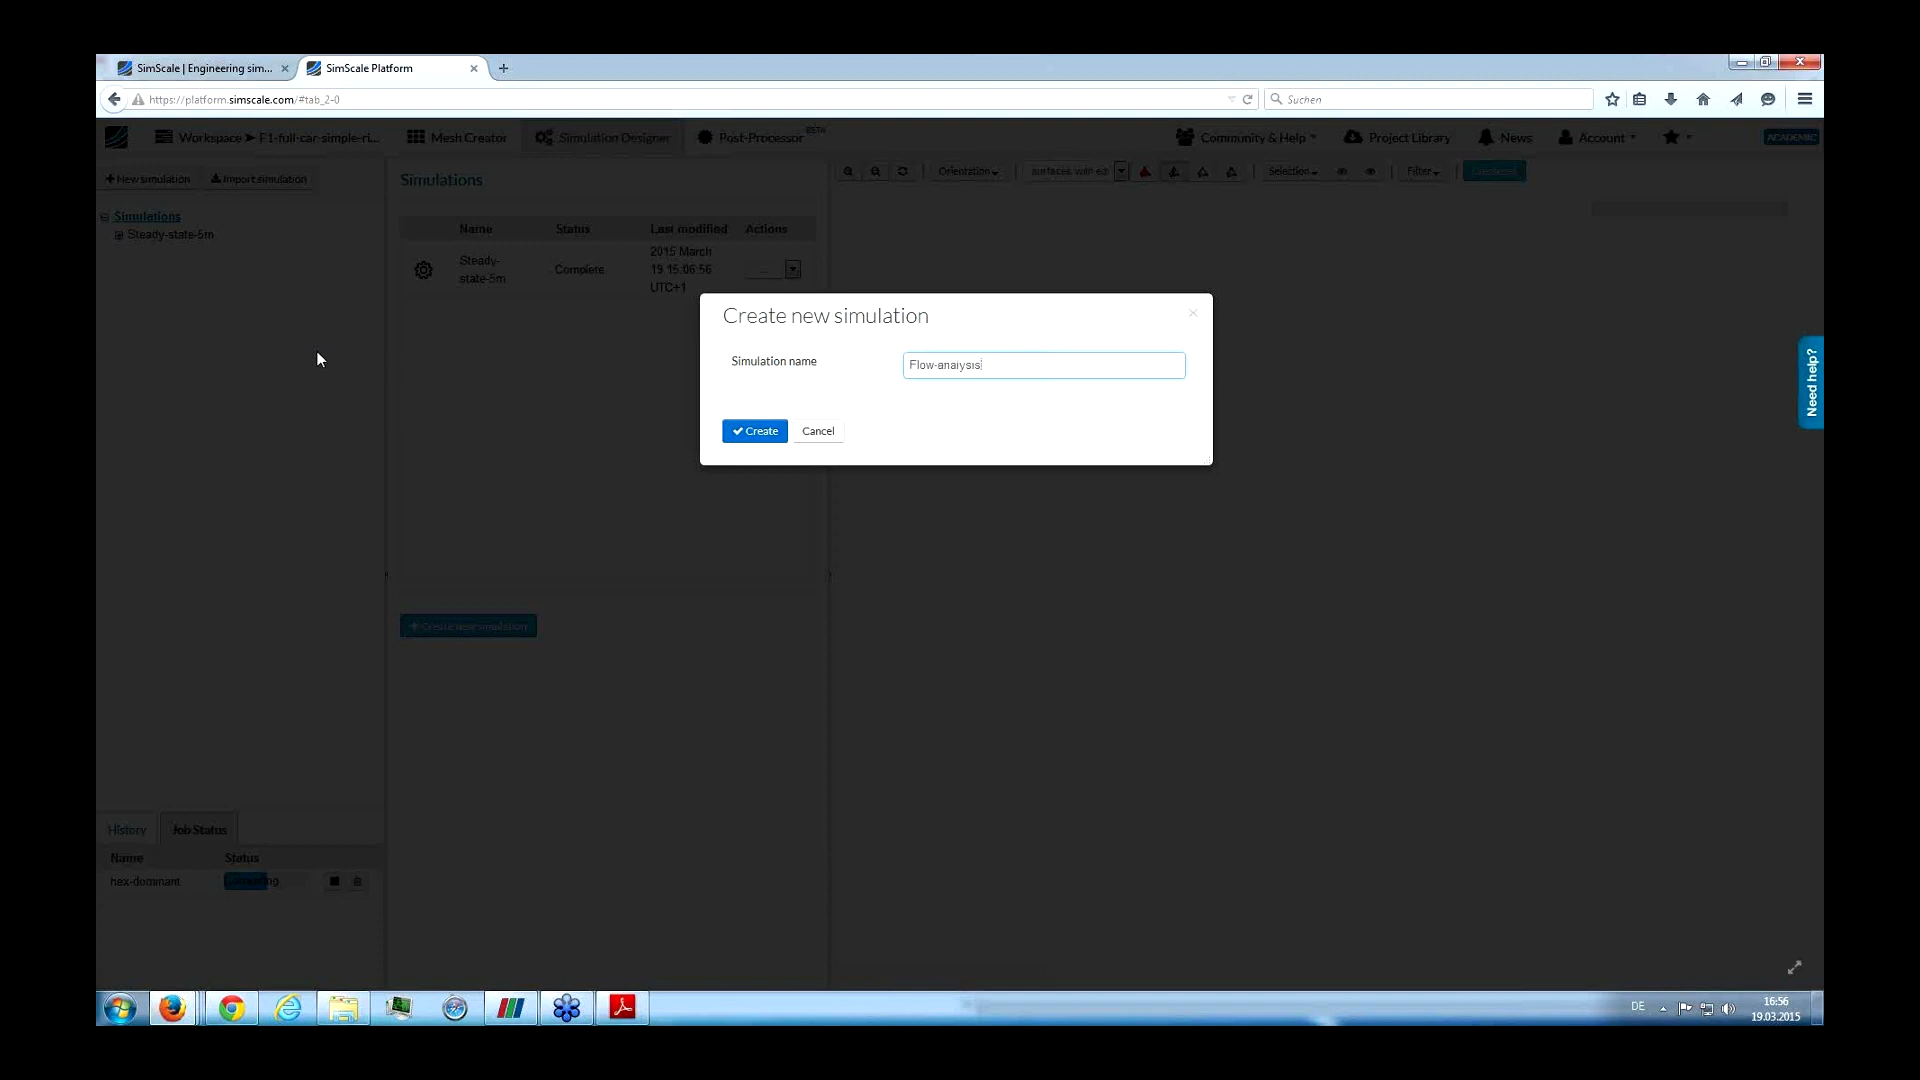 SimScale | Engineering sim...
SimScale Platform
https://platform.simscale.com/#tab_2-0
Suchen
Workspace ➤ F1-full-car-simple-ri...
Mesh Creator
Simulation Designer
Post-Processor BETA
Community & Help
Project Library
News
Account
ACADEMIC
+ New simulation
Import simulation
Simulations
Orientation
Selection
Filter
Simulations
Steady-state-5m
Name Status Last modified Actions
Steady-state-5m
Complete
2015 March 19 15:06:56 UTC+1
Create new simulation
Simulation name
Flow-analysis
Create
Cancel
Need help?
+ Create new simulation
History
Job Status
Name Status
hex-dominant
DE
16:56
19.03.2015